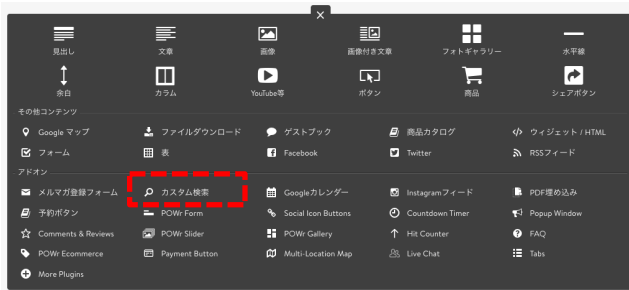 見出し 文章 画像 画像付き文章 フォトギャラリー 水平線
余白 カラム YouTube等 ボタン 商品 シェアボタン
その他コンテンツ
Google マップ ファイルダウンロード ゲストブック 商品カタログ ウィジェット / HTML
フォーム 表 Facebook Twitter RSSフィード
アドオン
メルマガ登録フォーム カスタム検索 Googleカレンダー Instagramフィード PDF埋め込み
予約ボタン POWr Form Social Icon Buttons Countdown Timer Popup Window
Comments & Reviews POWr Slider POWr Gallery Hit Counter FAQ
POWr Ecommerce Payment Button Multi-Location Map Live Chat Tabs
More Plugins